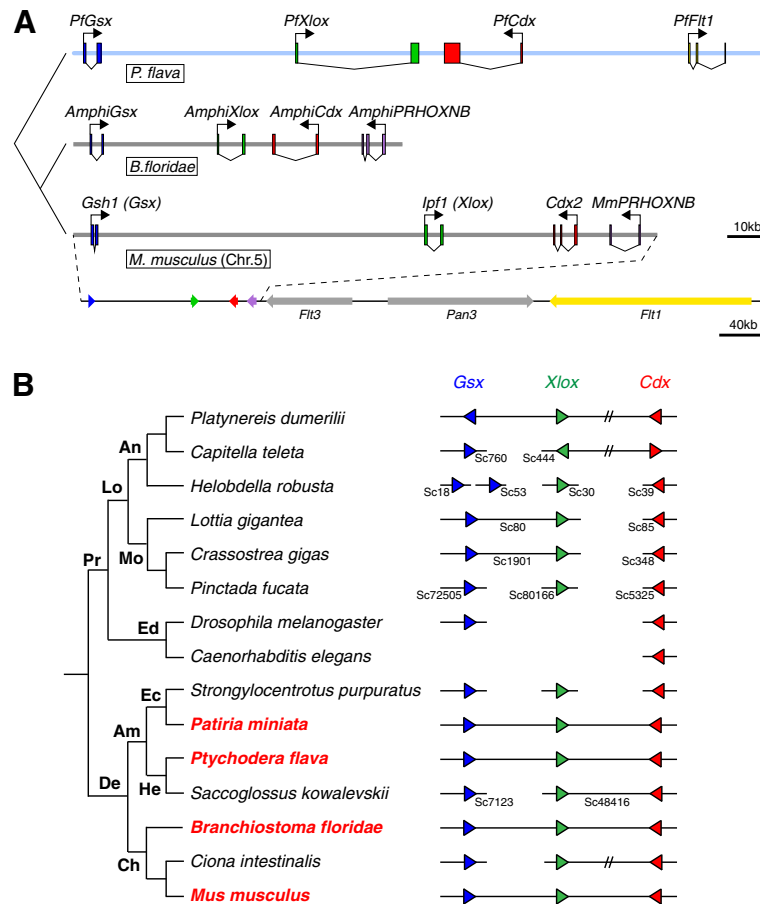 A
PfGsx PfXlox PfCdx PfFlt1
P. flava
AmphiGsx AmphiXlox AmphiCdx AmphiPRHOXNB
B.floridae
Gsh1 (Gsx) Ipf1 (Xlox) Cdx2 MmPRHOXNB
M. musculus (Chr.5)
10kb
Flt3 Pan3 Flt1
40kb
B
Gsx Xlox Cdx
Platynereis dumerilii //
An
Capitella teleta //
Sc760 Sc444
Lo
Helobdella robusta
Sc18 Sc53 Sc30 Sc39
Lottia gigantea
Sc80 Sc85
Mo
Crassostrea gigas
Sc1901 Sc348
Pr
Pinctada fucata
Sc72505 Sc80166 Sc5325
Drosophila melanogaster
Ed
Caenorhabditis elegans
Strongylocentrotus purpuratus
Ec
Patiria miniata
Am
Ptychodera flava
De
He
Saccoglossus kowalevskii
Sc7123 Sc48416
Branchiostoma floridae
Ch
Ciona intestinalis //
Mus musculus